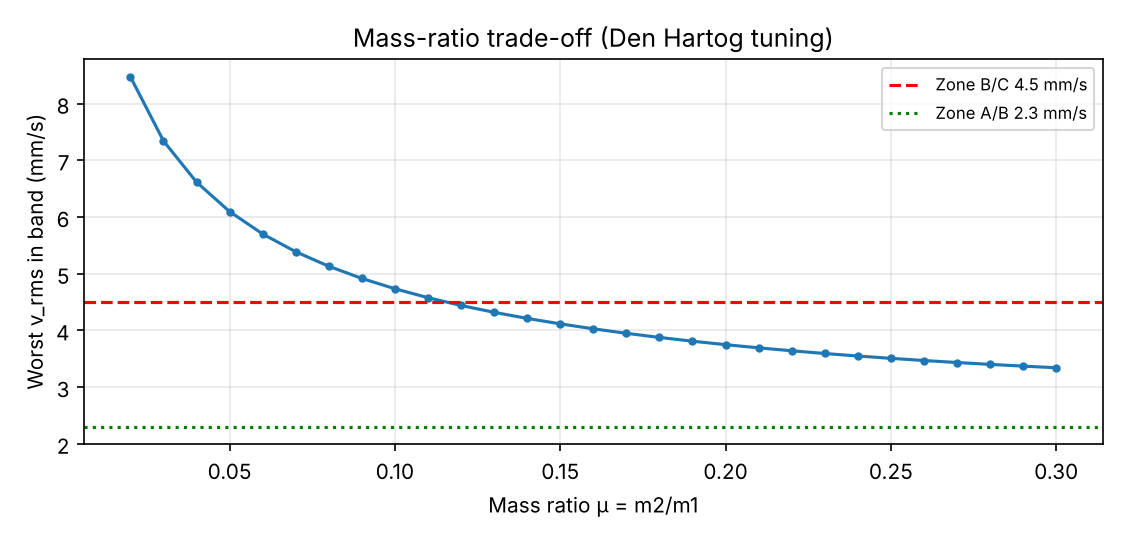 Mass-ratio trade-off (Den Hartog tuning)
Zone B/C 4.5 mm/s
Zone A/B 2.3 mm/s
Worst v_rms in band (mm/s)
8
7
6
5
4
3
2
0.05 0.10 0.15 0.20 0.25 0.30
Mass ratio μ = m2/m1